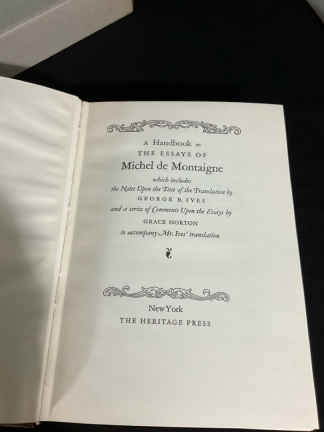 A Handbook to
THE ESSAYS OF
Michel de Montaigne
which includes
the Notes Upon the Text of the Translation by
GEORGE B. IVES
and a series of Comments Upon the Essays by
GRACE NORTON
to accompany Mr. Ives' translation
New York
THE HERITAGE PRESS